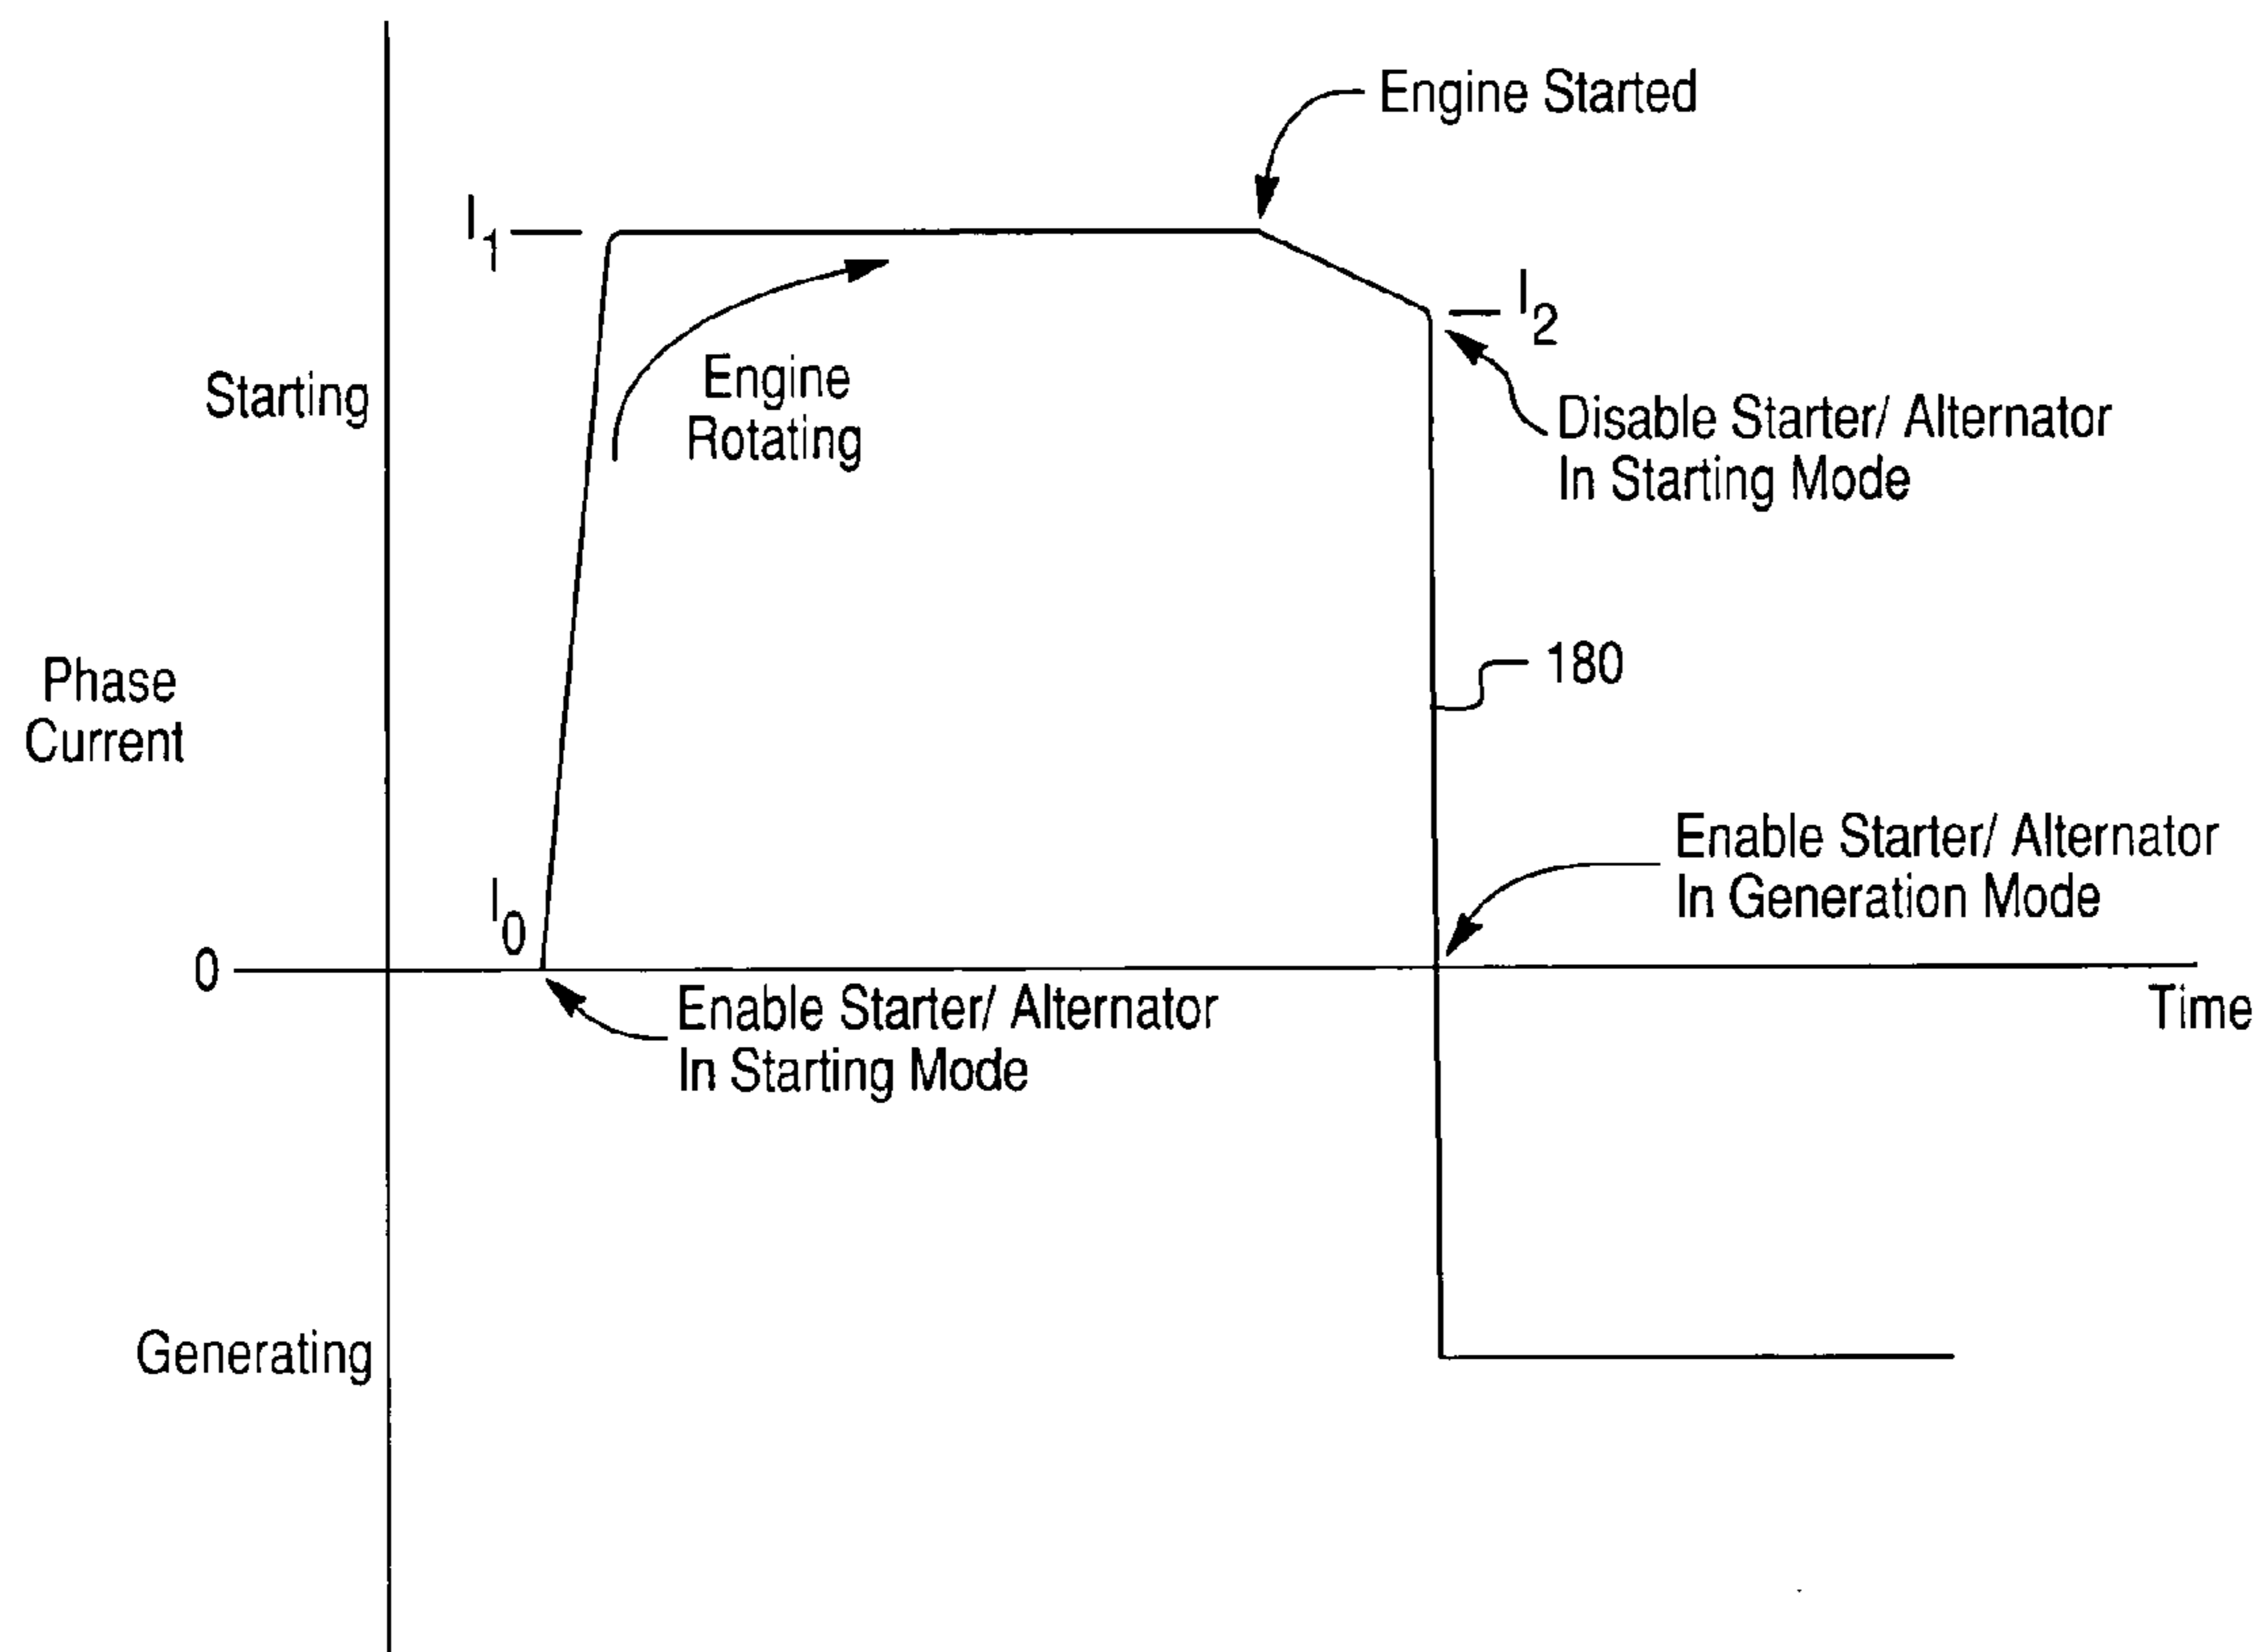 Engine Started
I1
I2
Starting
Engine
Rotating
Disable Starter/ Alternator
In Starting Mode
Phase
Current
180
Enable Starter/ Alternator
In Generation Mode
I0
0
Enable Starter/ Alternator
In Starting Mode
Time
Generating